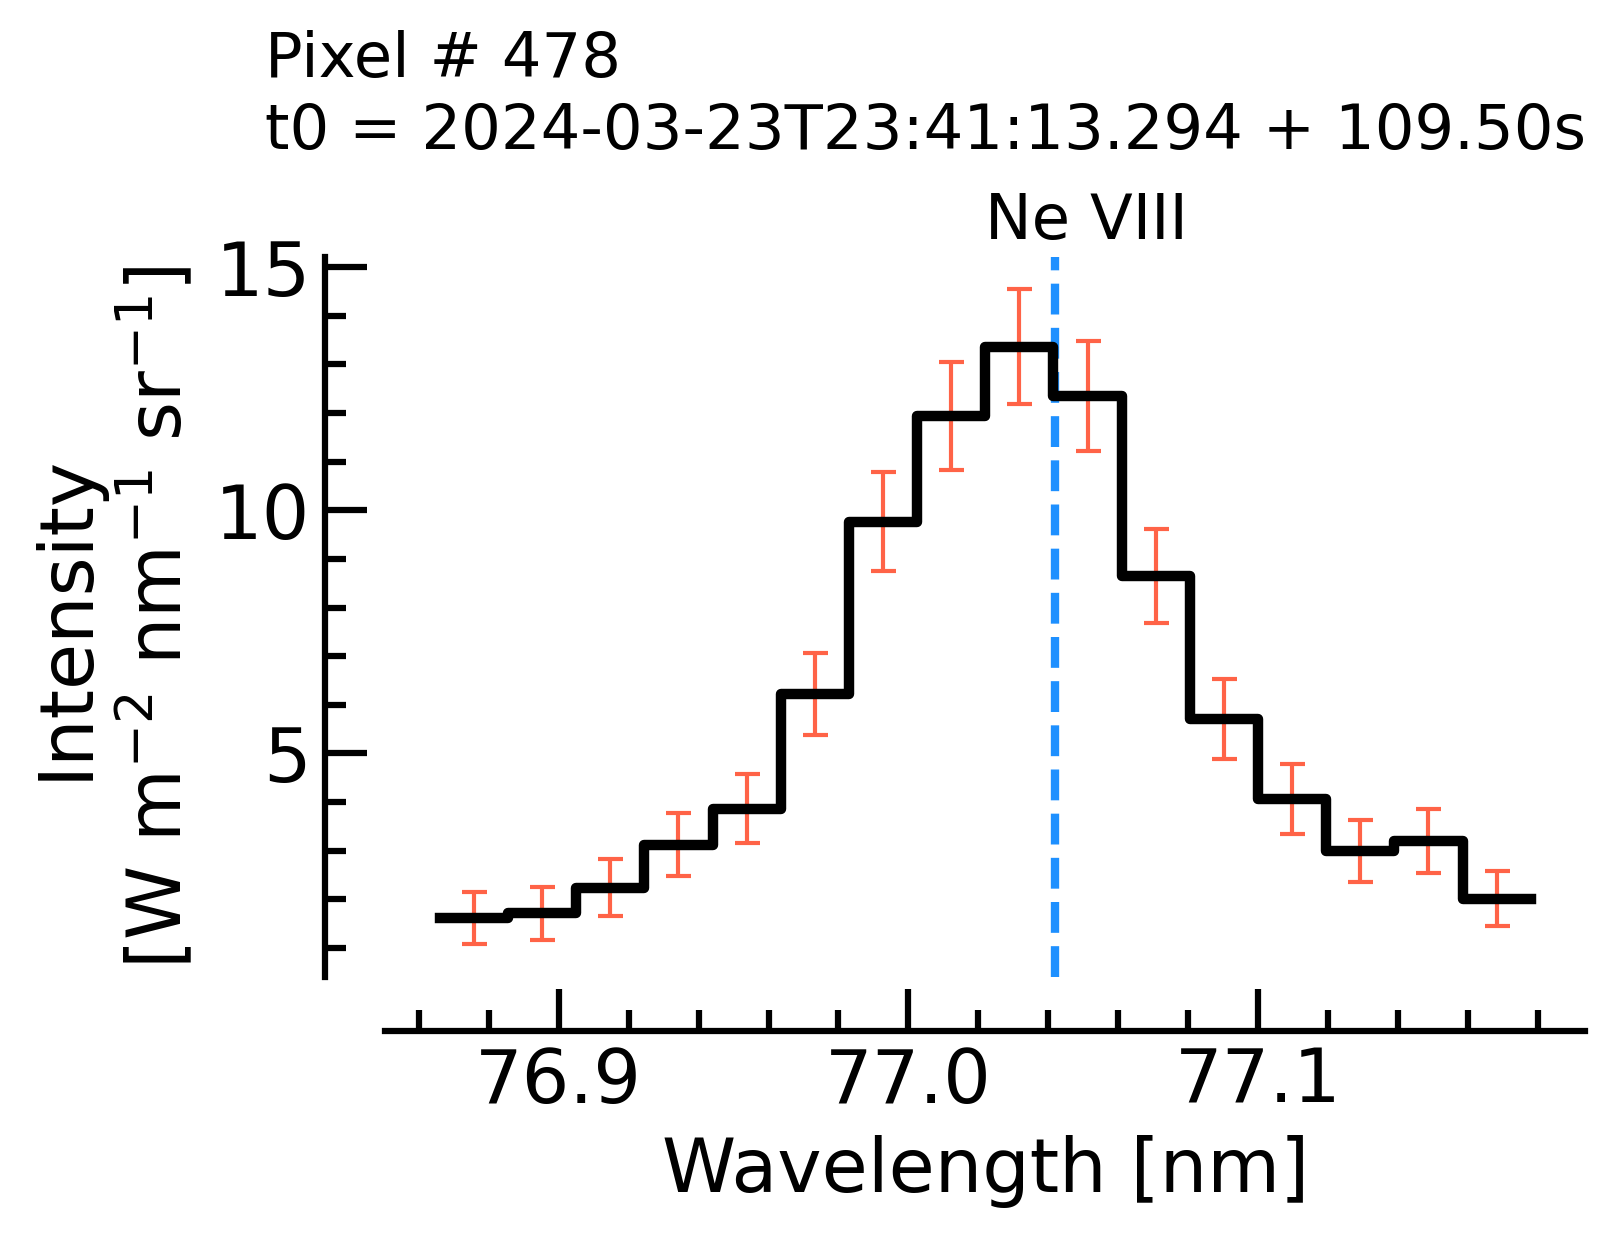 Pixel # 478
t0 = 2024-03-23T23:41:13.294 + 109.50s
Ne VIII
15
10
5
Intensity
[W m⁻² nm⁻¹ sr⁻¹]
76.9 77.0 77.1
Wavelength [nm]